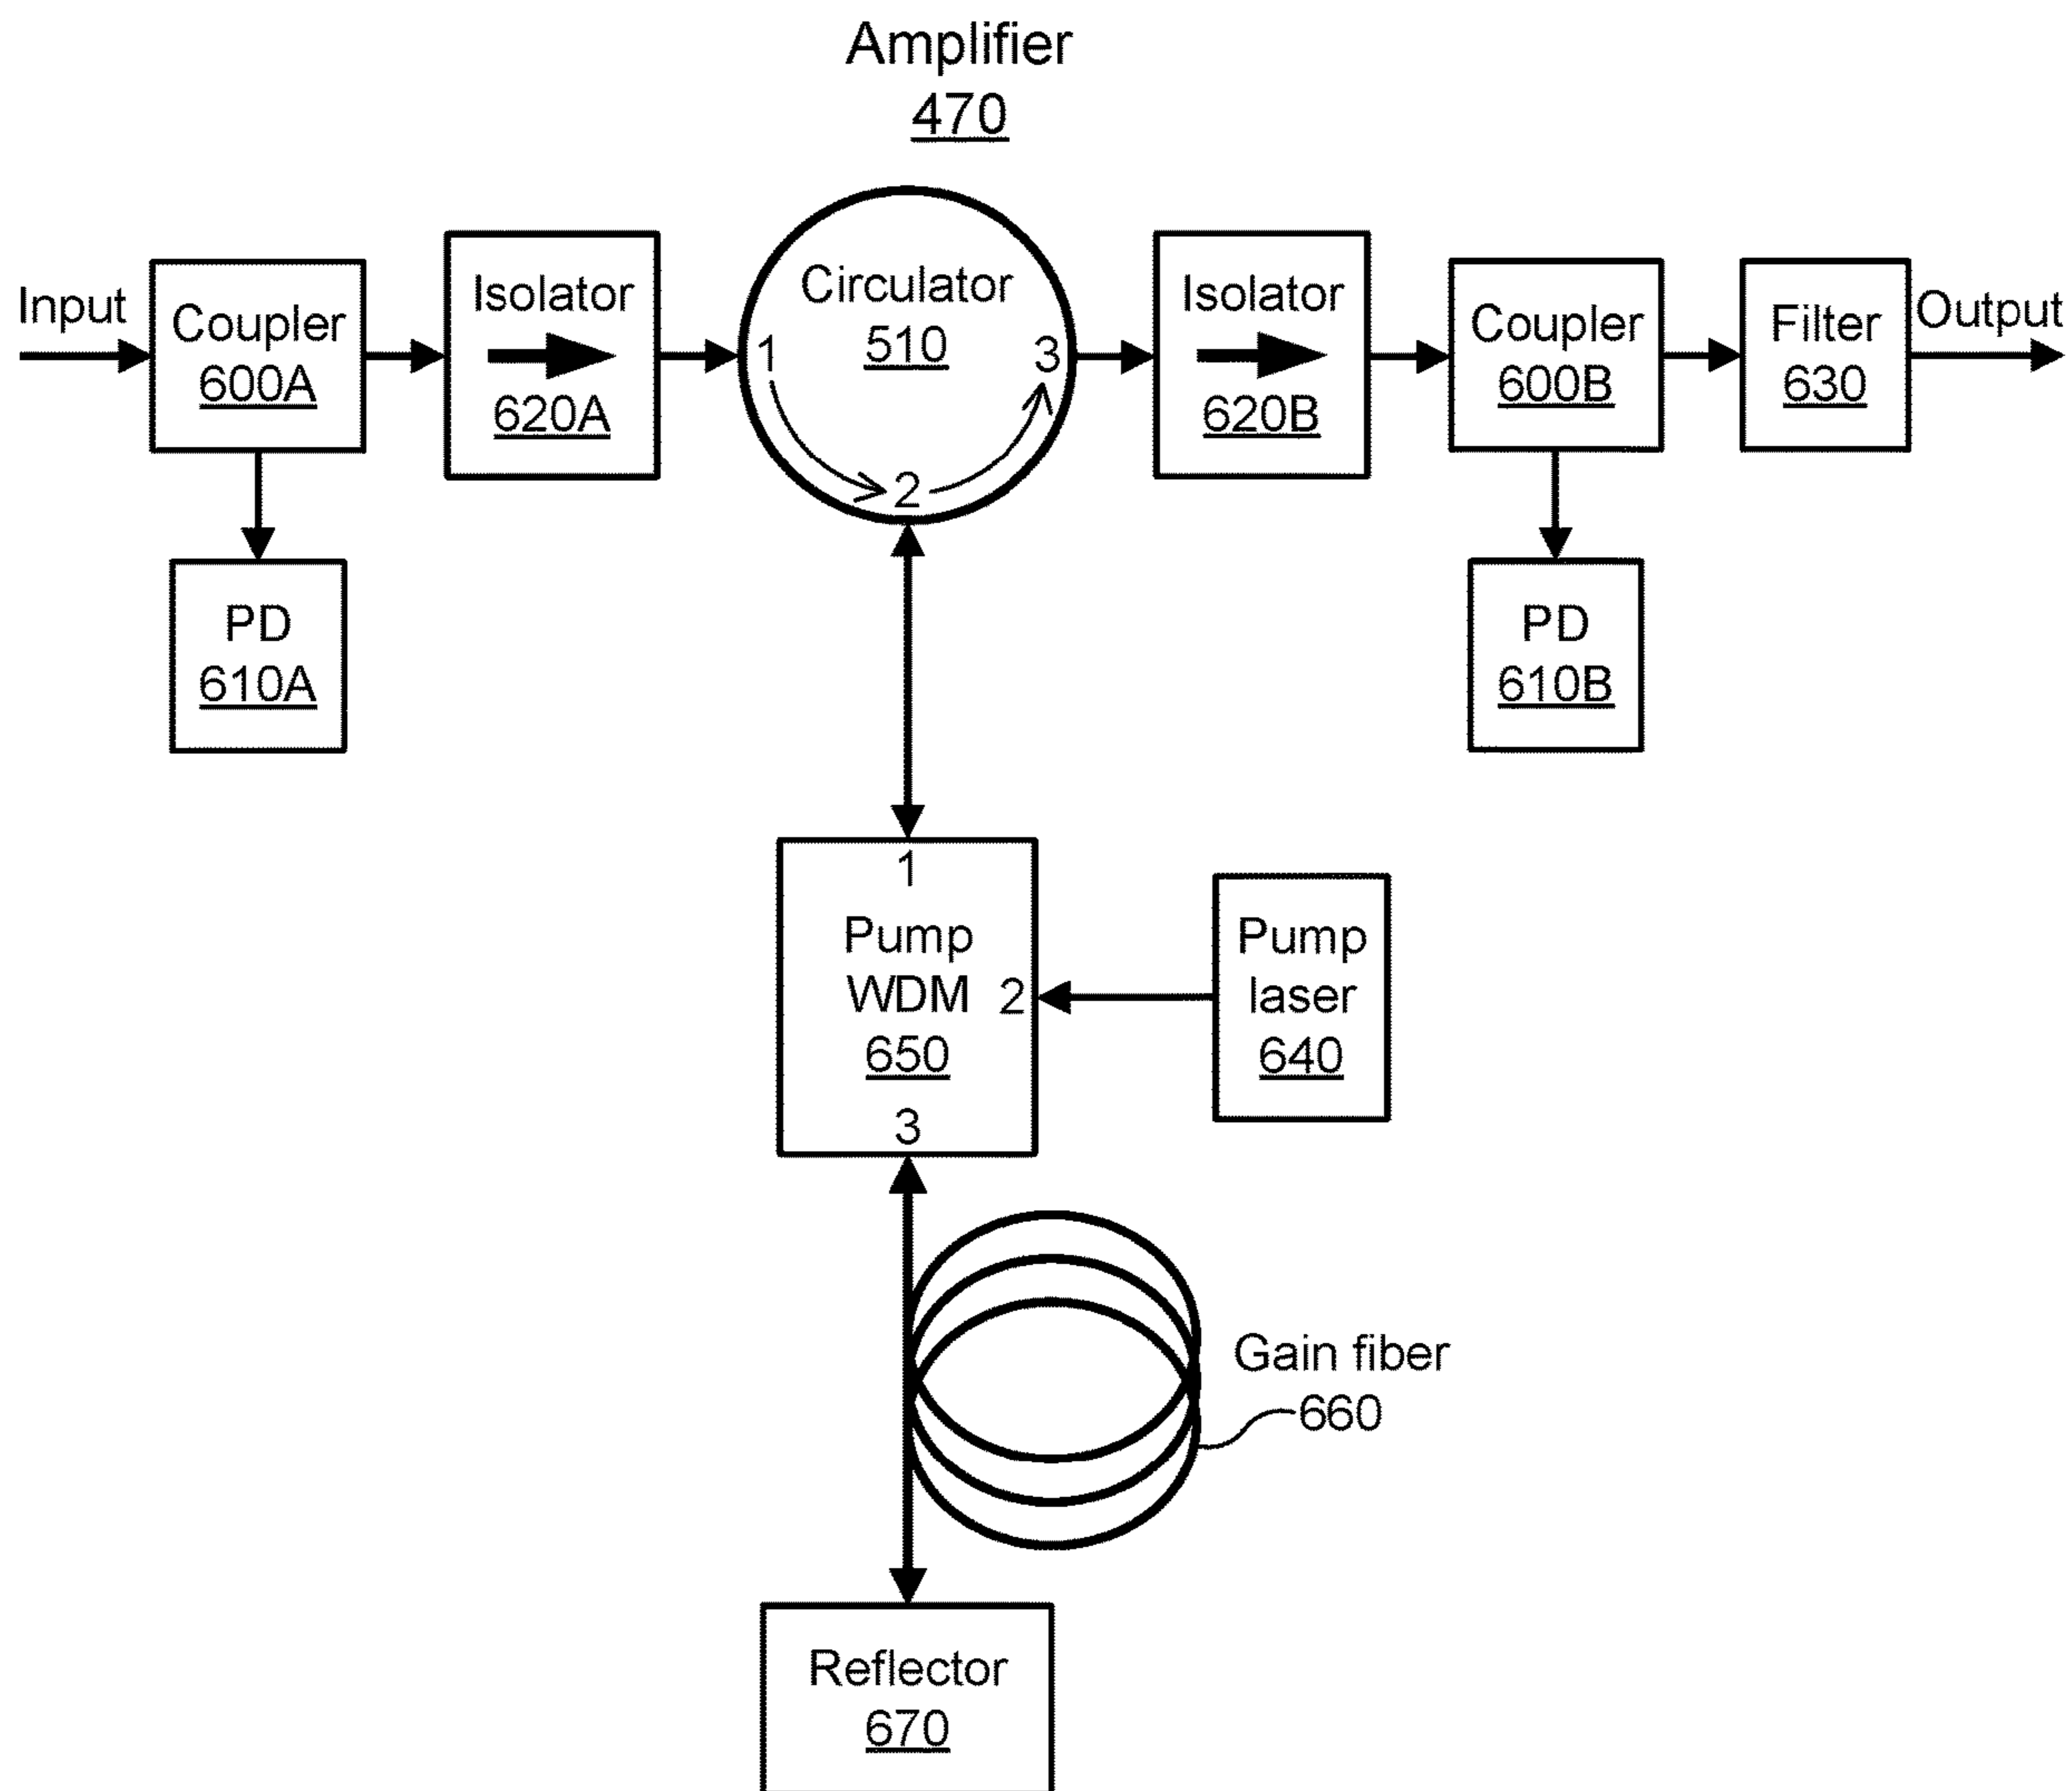 Amplifier
470
Input
Coupler
600A
Isolator
620A
Circulator
510
1
2
3
Isolator
620B
Coupler
600B
Filter
630
Output
PD
610A
PD
610B
1
Pump
WDM
650
2
3
Pump
laser
640
Gain fiber
660
Reflector
670